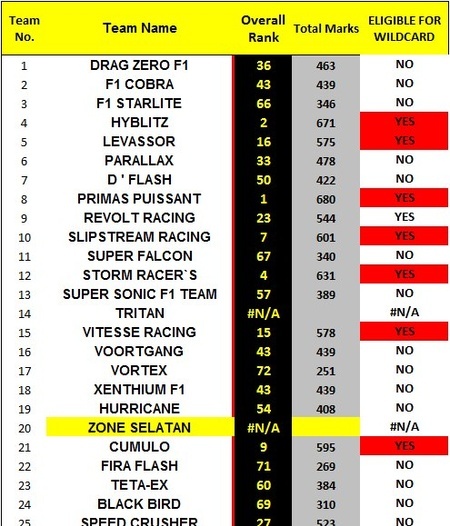 Team No. Team Name Overall Rank Total Marks ELIGIBLE FOR WILDCARD
1 DRAG ZERO F1 36 463 NO
2 F1 COBRA 43 439 NO
3 F1 STARLITE 66 346 NO
4 HYBLITZ 2 671 YES
5 LEVASSOR 16 575 YES
6 PARALLAX 33 478 NO
7 D ' FLASH 50 422 NO
8 PRIMAS PUISSANT 1 680 YES
9 REVOLT RACING 23 544 YES
10 SLIPSTREAM RACING 7 601 YES
11 SUPER FALCON 67 340 NO
12 STORM RACER`S 4 631 YES
13 SUPER SONIC F1 TEAM 57 389 NO
14 TRITAN #N/A #N/A
15 VITESSE RACING 15 578 YES
16 VOORTGANG 43 439 NO
17 VORTEX 72 251 NO
18 XENTHIUM F1 43 439 NO
19 HURRICANE 54 408 NO
20 ZONE SELATAN #N/A #N/A
21 CUMULO 9 595 YES
22 FIRA FLASH 71 269 NO
23 TETA-EX 60 384 NO
24 BLACK BIRD 69 310 NO
25 SPEED CRUSHER 27 523 NO